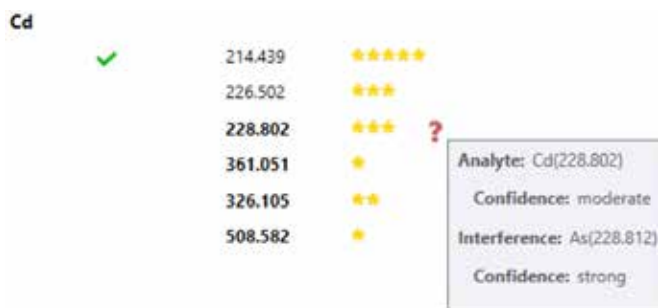 Cd
214.439
226.502
228.802 ?
361.051
326.105
508.582
Analyte: Cd(228.802)
Confidence: moderate
Interference: As(228.812)
Confidence: strong